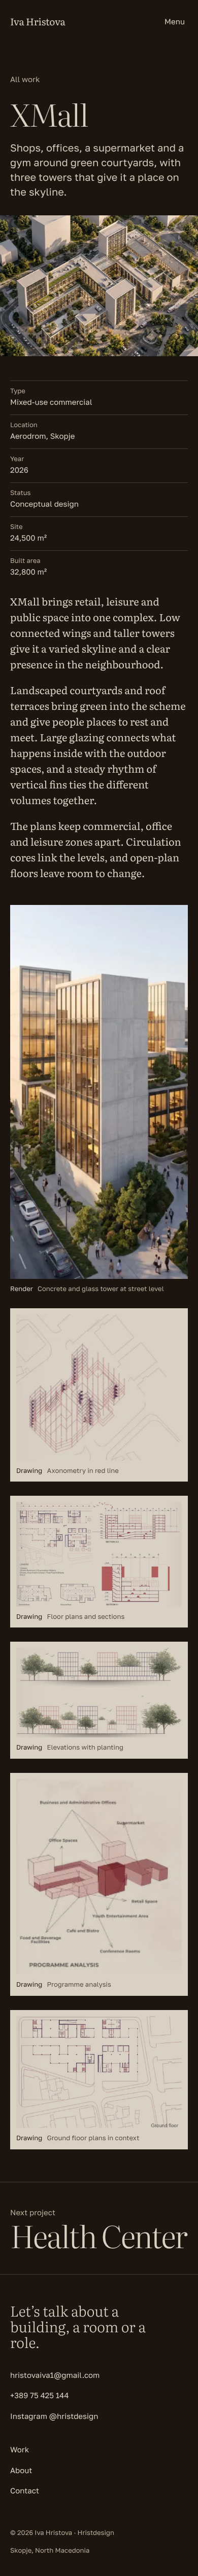 Iva Hristova
Menu
All work
XMall
Shops, offices, a supermarket and a
gym around green courtyards, with
three towers that give it a place on
the skyline.
Type
Mixed-use commercial
Location
Aerodrom, Skopje
Year
2026
Status
Conceptual design
Site
24,500 m²
Built area
32,800 m²
XMall brings retail, leisure and
public space into one complex. Low
connected wings and taller towers
give it a varied skyline and a clear
presence in the neighbourhood.
Landscaped courtyards and roof
terraces bring green into the scheme
and give people places to rest and
meet. Large glazing connects what
happens inside with the outdoor
spaces, and a steady rhythm of
vertical fins ties the different
volumes together.
The plans keep commercial, office
and leisure zones apart. Circulation
cores link the levels, and open-plan
floors leave room to change.
Render Concrete and glass tower at street level
Drawing Axonometry in red line
Drawing Floor plans and sections
Drawing Elevations with planting
Business and Administrative Offices
Supermarket
Office Spaces
Retail Space
Youth Entertainment Area
Cafe and Bistro
Food and Beverage
Facilities
Conference Rooms
PROGRAMME ANALYSIS
Drawing Programme analysis
Ground floor
Drawing Ground floor plans in context
Next project
Health Center
Let’s talk about a
building, a room or a
role.
hristovaiva1@gmail.com
+389 75 425 144
Instagram @hristdesign
Work
About
Contact
© 2026 Iva Hristova · Hristdesign
Skopje, North Macedonia